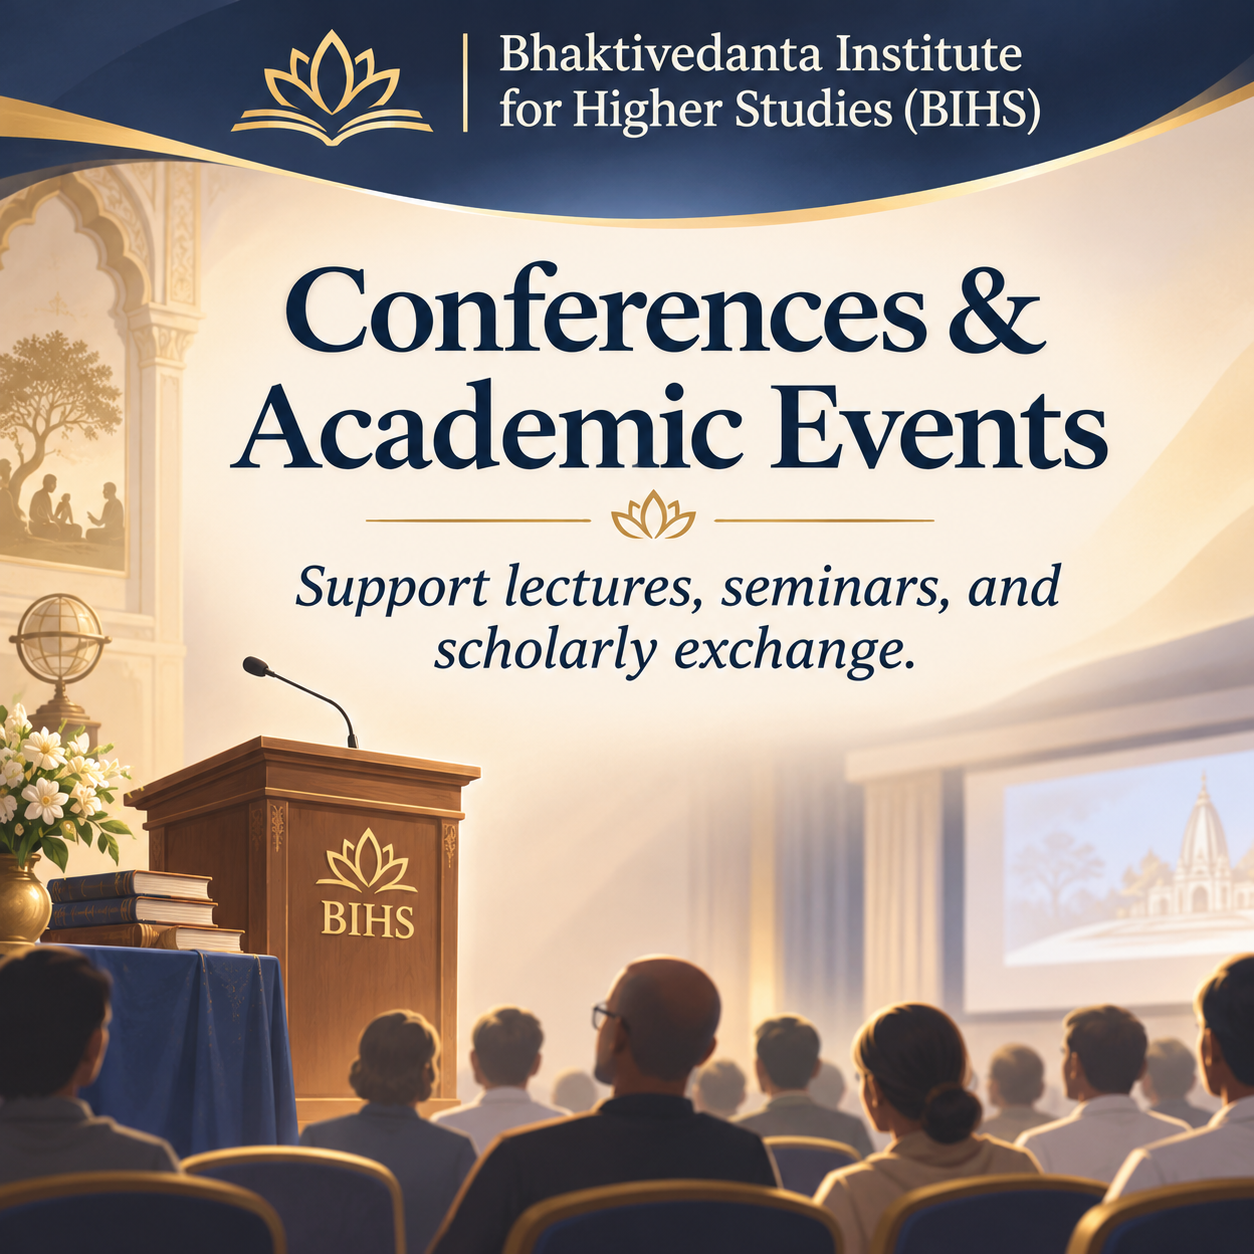 Bhaktivedanta Institute
for Higher Studies (BIHS)
Conferences &
Academic Events
Support lectures, seminars, and
scholarly exchange.
BIHS